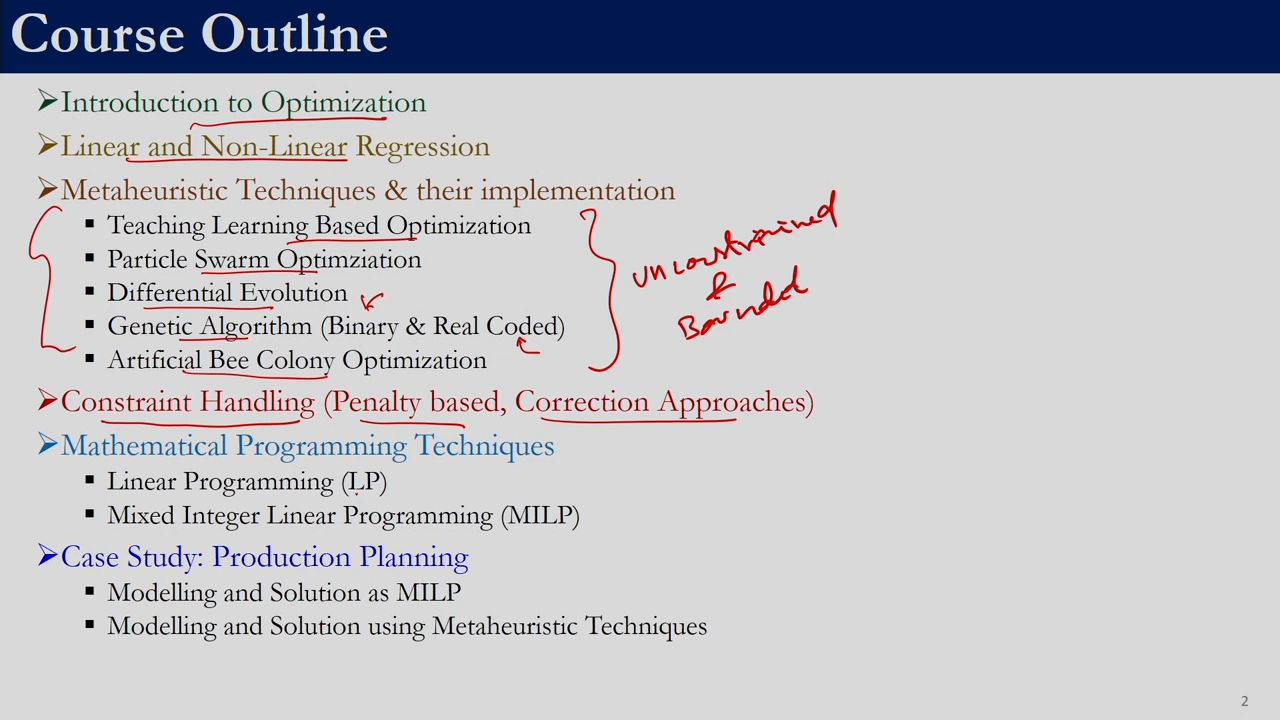 Course Outline
➢Introduction to Optimization
➢Linear and Non-Linear Regression
➢Metaheuristic Techniques & their implementation
▪ Teaching Learning Based Optimization
▪ Particle Swarm Optimziation
▪ Differential Evolution
▪ Genetic Algorithm (Binary & Real Coded)
▪ Artificial Bee Colony Optimization
unconstrained
&
Bounded
➢Constraint Handling (Penalty based, Correction Approaches)
➢Mathematical Programming Techniques
▪ Linear Programming (LP)
▪ Mixed Integer Linear Programming (MILP)
➢Case Study: Production Planning
▪ Modelling and Solution as MILP
▪ Modelling and Solution using Metaheuristic Techniques
2